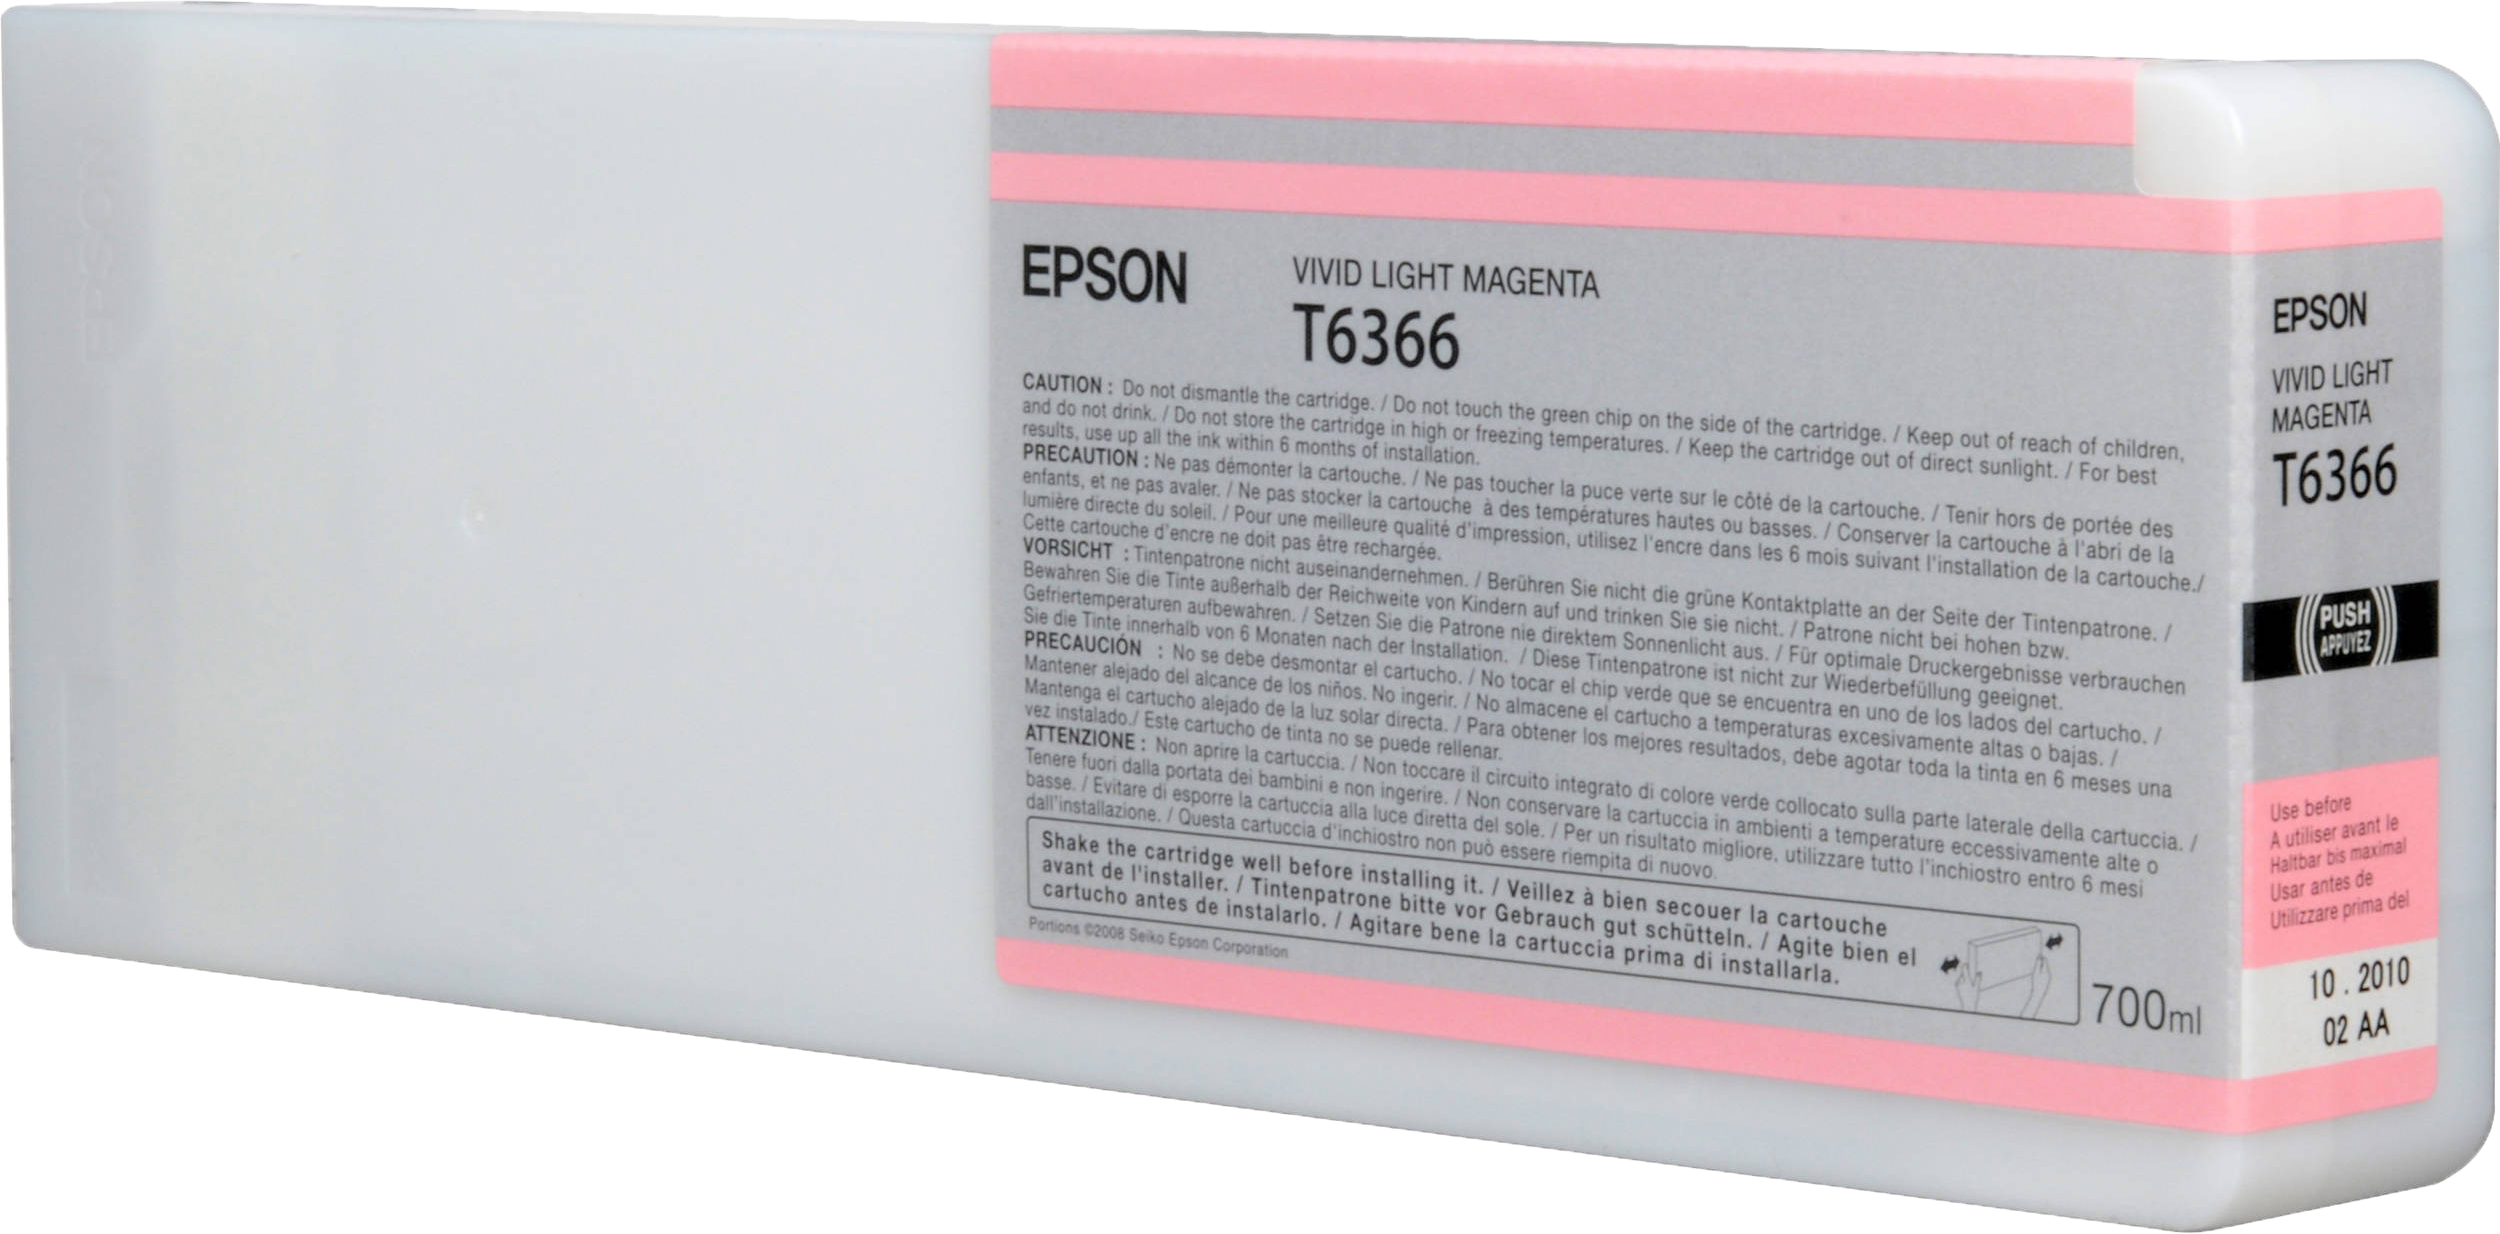 EPSON
VIVID LIGHT MAGENTA
T6366
CAUTION : Do not dismantle the cartridge. / Do not touch the green chip on the side of the cartridge. / Keep out of reach of children,
and do not drink. / Do not store the cartridge in high or freezing temperatures. / Keep the cartridge out of direct sunlight. / For best
results, use up all the ink within 6 months of installation.
PRECAUTION : Ne pas démonter la cartouche. / Ne pas toucher la puce verte sur le côté de la cartouche. / Tenir hors de portée des
enfants, et ne pas avaler. / Ne pas stocker la cartouche à des températures hautes ou basses. / Conserver la cartouche à l'abri de la
lumière directe du soleil. / Pour une meilleure qualité d'impression, utilisez l'encre dans les 6 mois suivant l'installation de la cartouche./
Cette cartouche d'encre ne doit pas être rechargée.
VORSICHT : Tintenpatrone nicht auseinandernehmen. / Berühren Sie nicht die grüne Kontaktplatte an der Seite der Tintenpatrone. /
Bewahren Sie die Tinte außerhalb der Reichweite von Kindern auf und trinken Sie sie nicht. / Patrone nicht bei hohen bzw.
Gefriertemperaturen aufbewahren. / Setzen Sie die Patrone nie direktem Sonnenlicht aus. / Für optimale Druckergebnisse verbrauchen
Sie die Tinte innerhalb von 6 Monaten nach der Installation. / Diese Tintenpatrone ist nicht zur Wiederbefüllung geeignet.
PRECAUCIÓN : No se debe desmontar el cartucho. / No tocar el chip verde que se encuentra en uno de los lados del cartucho. /
Mantener alejado del alcance de los niños. No ingerir. / No almacene el cartucho a temperaturas excesivamente altas o bajas. /
Mantenga el cartucho alejado de la luz solar directa. / Para obtener los mejores resultados, debe agotar toda la tinta en 6 meses una
vez instalado./ Este cartucho de tinta no se puede rellenar.
ATTENZIONE : Non aprire la cartuccia. / Non toccare il circuito integrato di colore verde collocato sulla parte laterale della cartuccia. /
Tenere fuori dalla portata dei bambini e non ingerire. / Non conservare la cartuccia in ambienti a temperature eccessivamente alte o
basse. / Evitare di esporre la cartuccia alla luce diretta del sole. / Per un risultato migliore, utilizzare tutto l'inchiostro entro 6 mesi
dall'installazione. / Questa cartuccia d'inchiostro non può essere riempita di nuovo.
Shake the cartridge well before installing it. / Veillez à bien secouer la cartouche
avant de l'installer. / Tintenpatrone bitte vor Gebrauch gut schütteln. / Agite bien el
cartucho antes de instalarlo. / Agitare bene la cartuccia prima di installarla.
Portions ©2008 Seiko Epson Corporation
700ml
EPSON
VIVID LIGHT
MAGENTA
T6366
PUSH
APPUYEZ
Use before
A utiliser avant le
Haltbar bis maximal
Usar antes de
Utilizzare prima del
10 . 2010
02 AA
EPSON